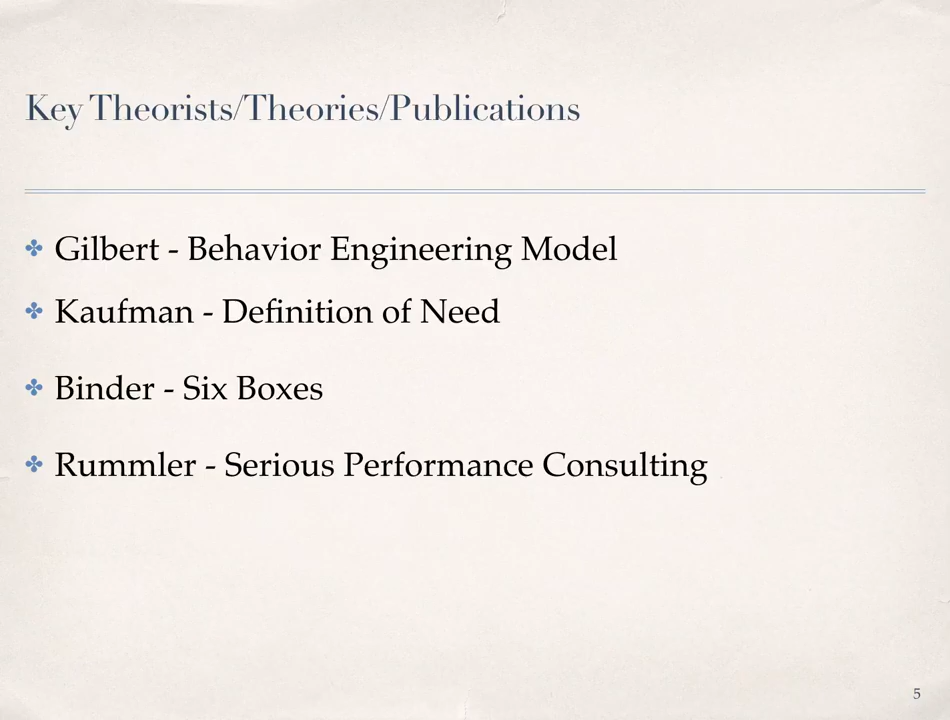 Key Theorists/Theories/Publications
Gilbert - Behavior Engineering Model
Kaufman - Definition of Need
Binder - Six Boxes
Rummler - Serious Performance Consulting
5